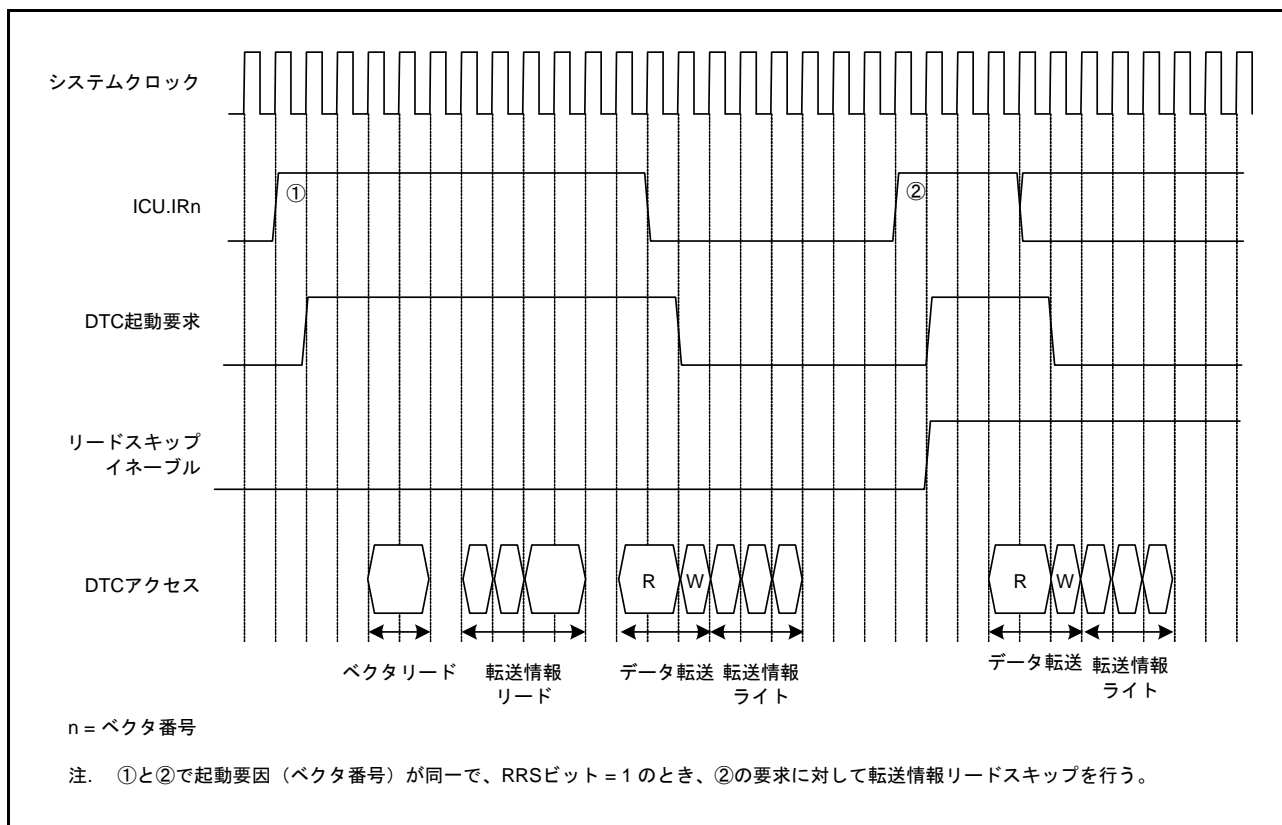 システムクロック
ICU.IRn
①
②
DTC起動要求
リードスキップ
イネーブル
DTCアクセス
R
W
R
W
ベクタリード
転送情報
リード
データ転送
転送情報
ライト
データ転送
転送情報
ライト
n = ベクタ番号
注. ①と②で起動要因（ベクタ番号）が同一で、RRSビット = 1 のとき、②の要求に対して転送情報リードスキップを行う。